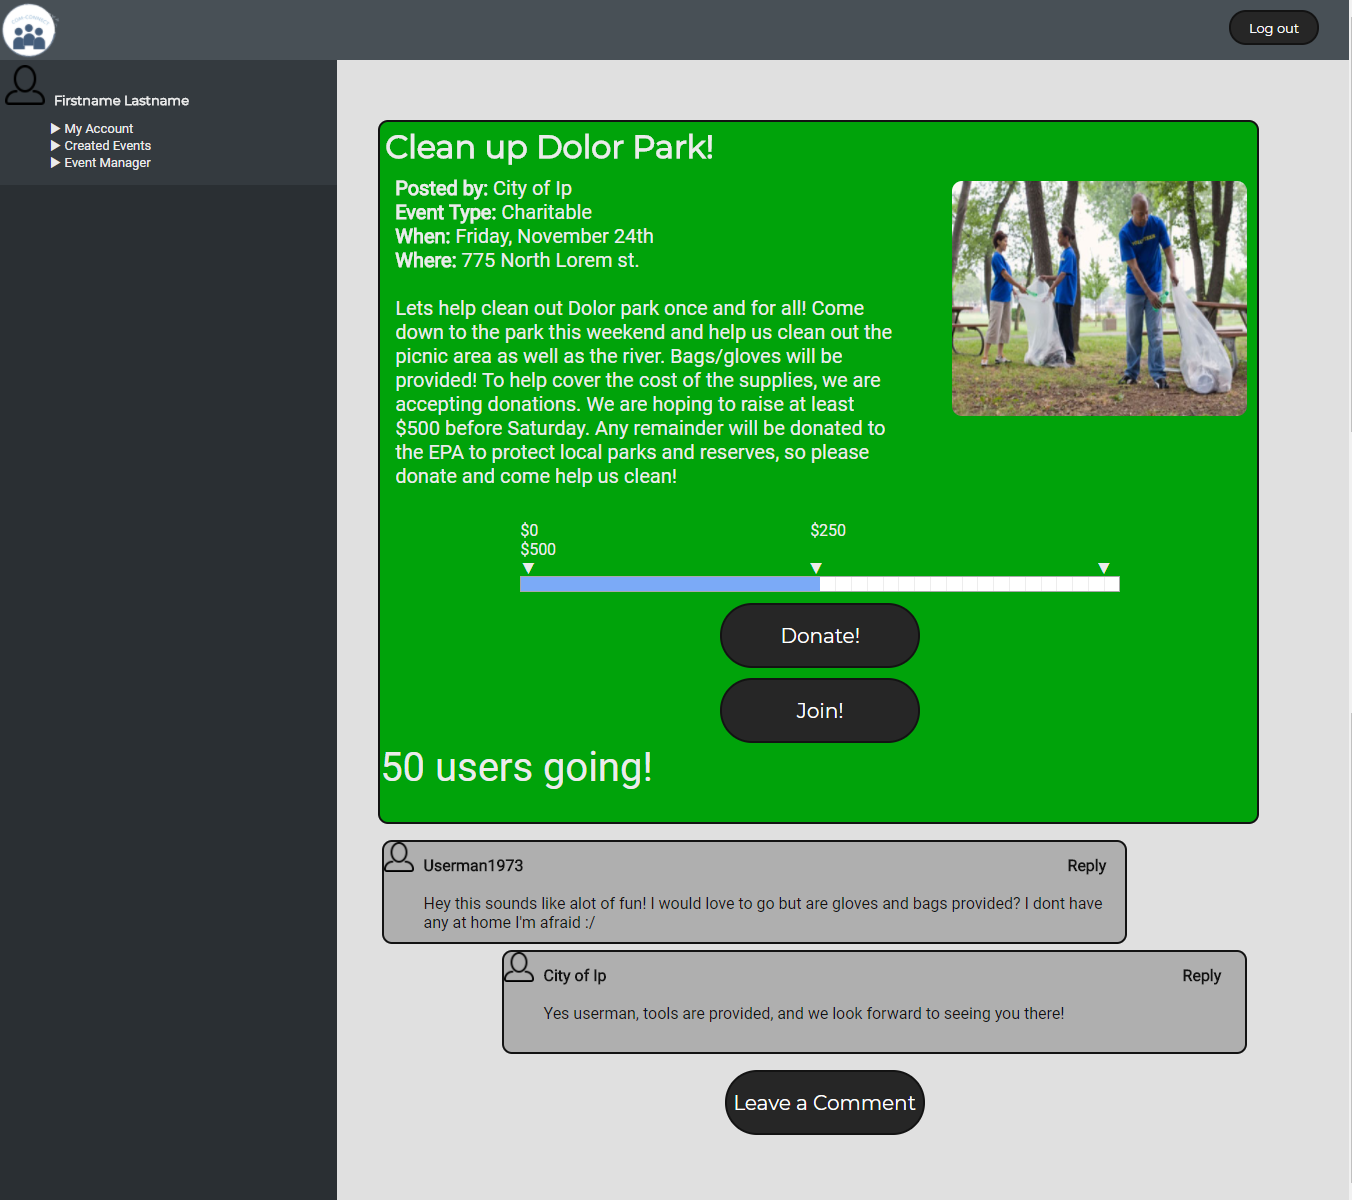 COM-CONNECT
Log out
Firstname Lastname
▶ My Account
▶ Created Events
▶ Event Manager
Clean up Dolor Park!
Posted by: City of Ip
Event Type: Charitable
When: Friday, November 24th
Where: 775 North Lorem st.
Lets help clean out Dolor park once and for all! Come
down to the park this weekend and help us clean out the
picnic area as well as the river. Bags/gloves will be
provided! To help cover the cost of the supplies, we are
accepting donations. We are hoping to raise at least
$500 before Saturday. Any remainder will be donated to
the EPA to protect local parks and reserves, so please
donate and come help us clean!
VOLUNTEER
$0 $250
$500
▼ ▼ ▼
Donate!
Join!
50 users going!
Userman1973 Reply
Hey this sounds like alot of fun! I would love to go but are gloves and bags provided? I dont have
any at home I'm afraid :/
City of Ip Reply
Yes userman, tools are provided, and we look forward to seeing you there!
Leave a Comment